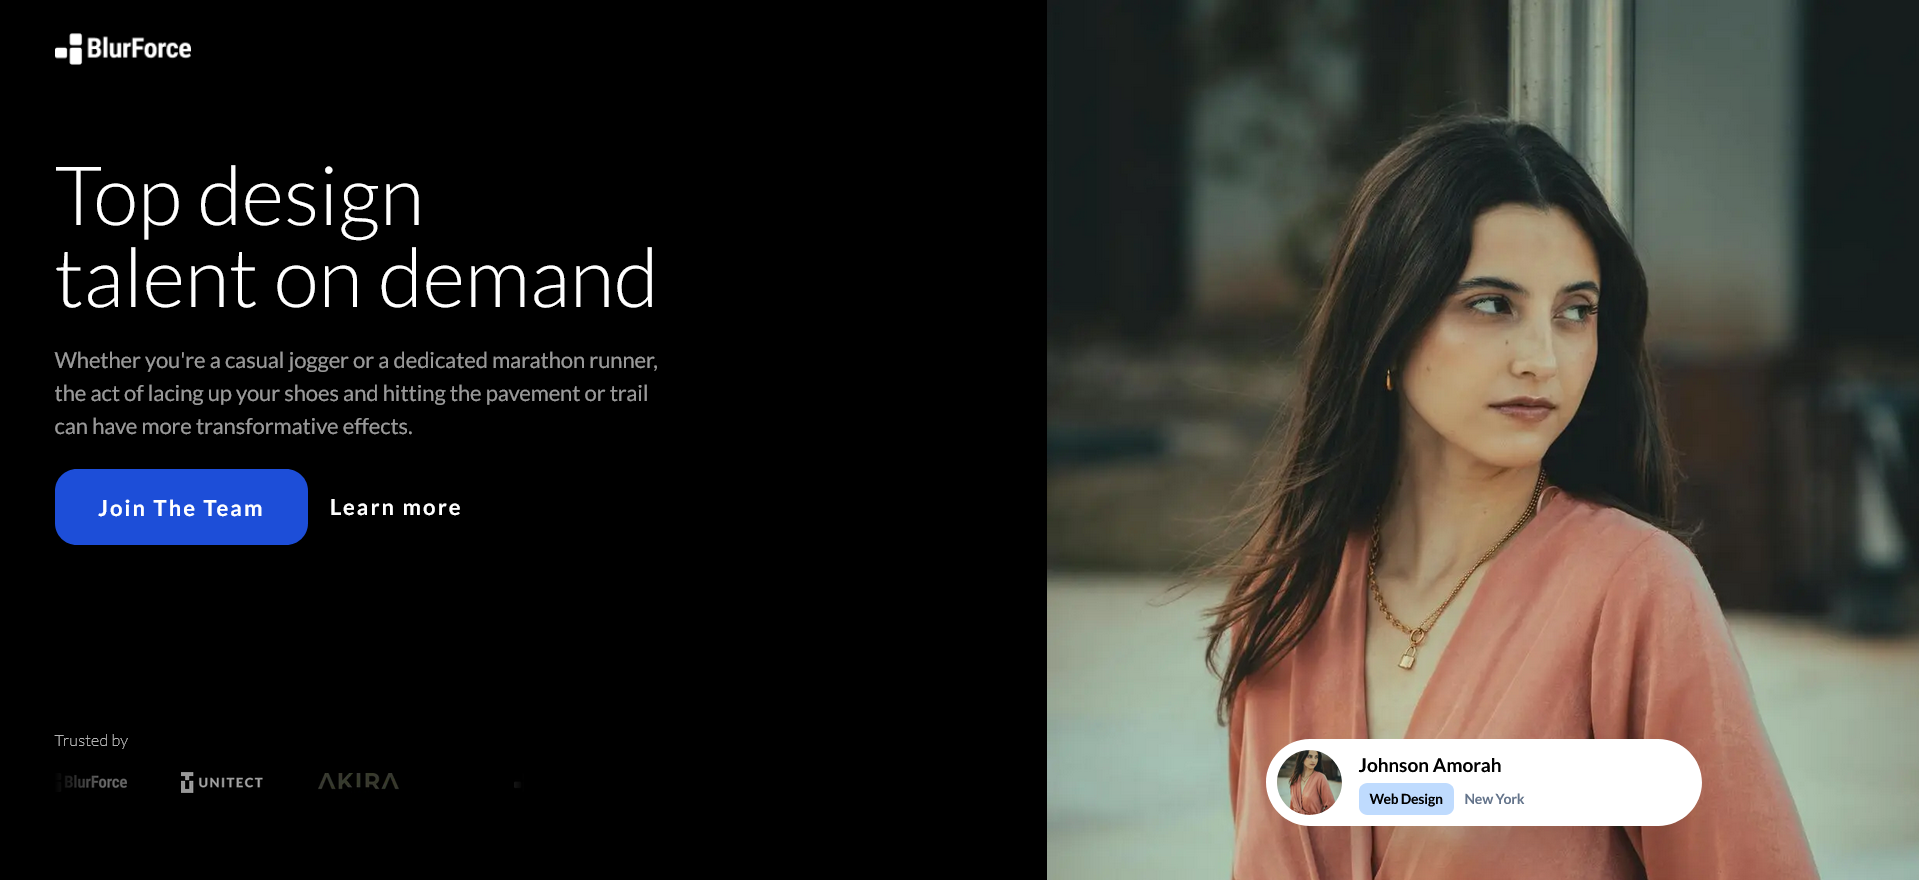 BlurForce
Top design
talent on demand
Whether you're a casual jogger or a dedicated marathon runner,
the act of lacing up your shoes and hitting the pavement or trail
can have more transformative effects.
Join The Team
Learn more
Trusted by
BlurForce
UNITECT
AKIRA
Johnson Amorah
Web Design
New York